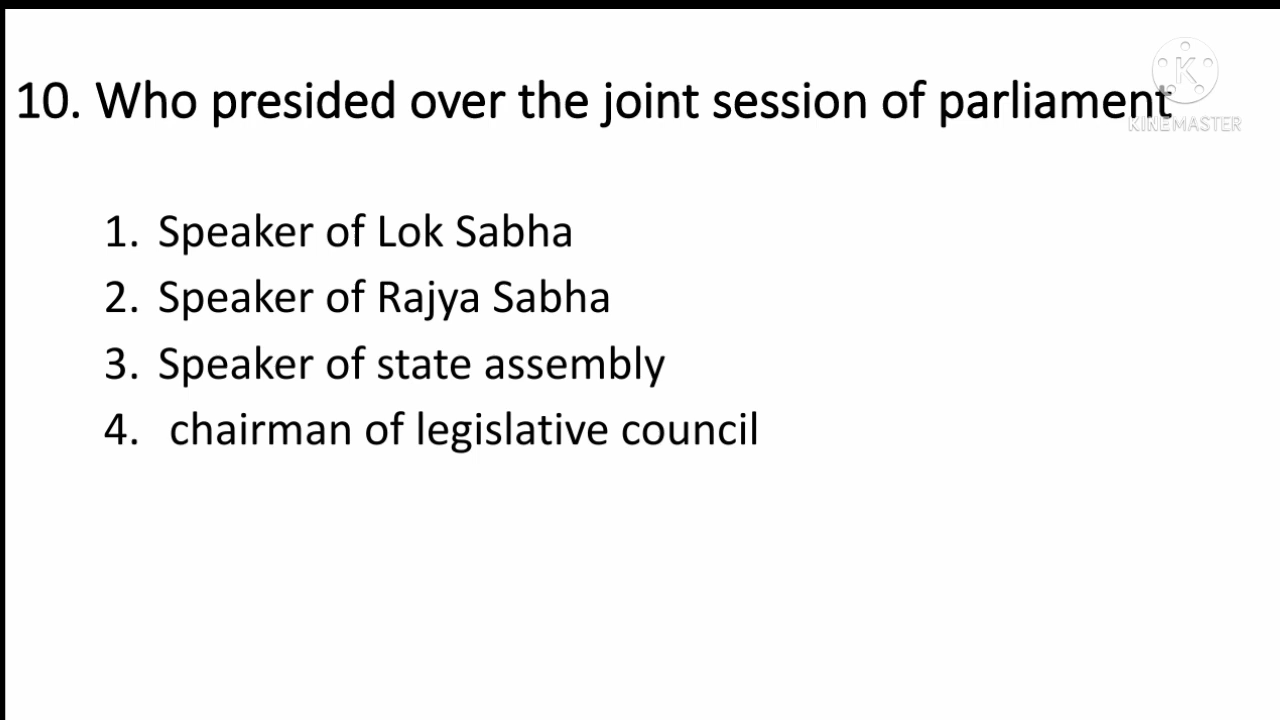 10. Who presided over the joint session of parliament
K
KINEMASTER
1. Speaker of Lok Sabha
2. Speaker of Rajya Sabha
3. Speaker of state assembly
4. chairman of legislative council